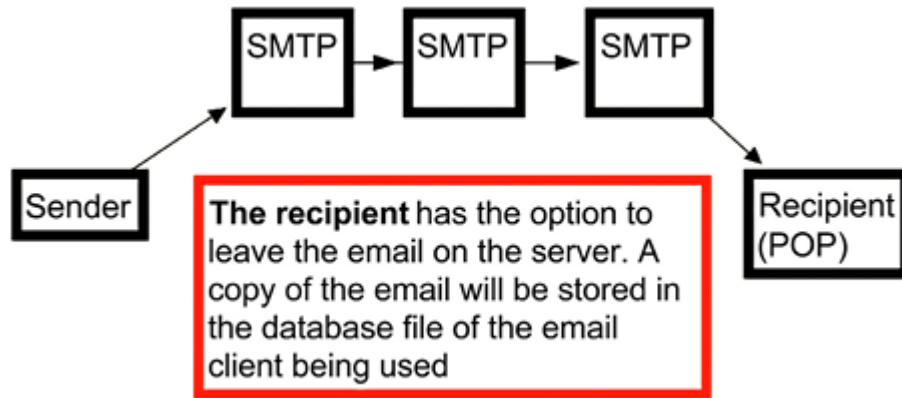 SMTP
SMTP
SMTP
Sender
The recipient has the option to
leave the email on the server. A
copy of the email will be stored in
the database file of the email
client being used
Recipient
(POP)